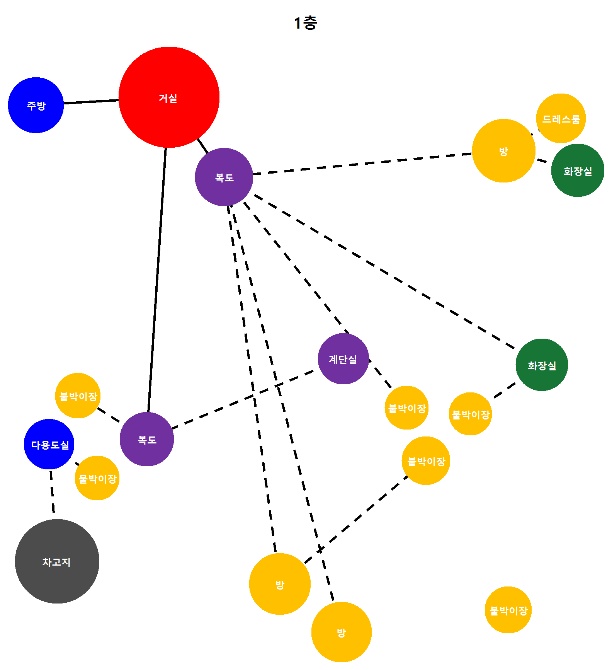 1층
거실
주방
드레스룸
방
화장실
복도
계단실
화장실
붙박이장
붙박이장
붙박이장
복도
다용도실
붙박이장
붙박이장
차고지
방
붙박이장
방